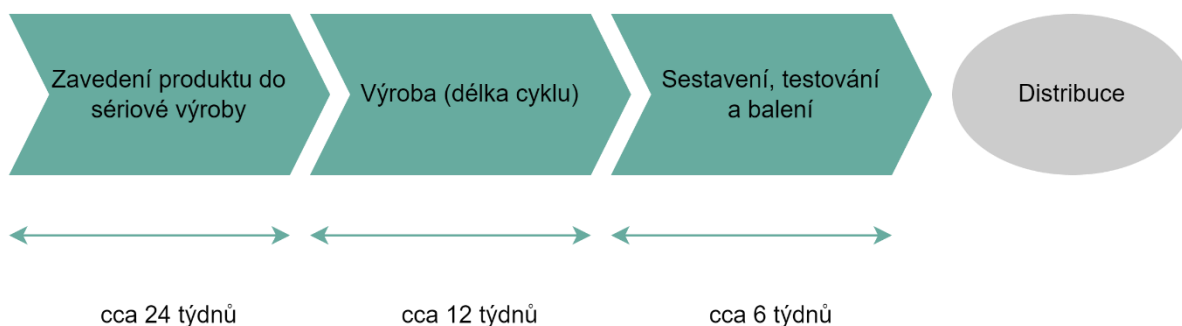 Zavedení produktu do
sériové výroby
Výroba (délka cyklu)
Sestavení, testování
a balení
Distribuce
cca 24 týdnů
cca 12 týdnů
cca 6 týdnů